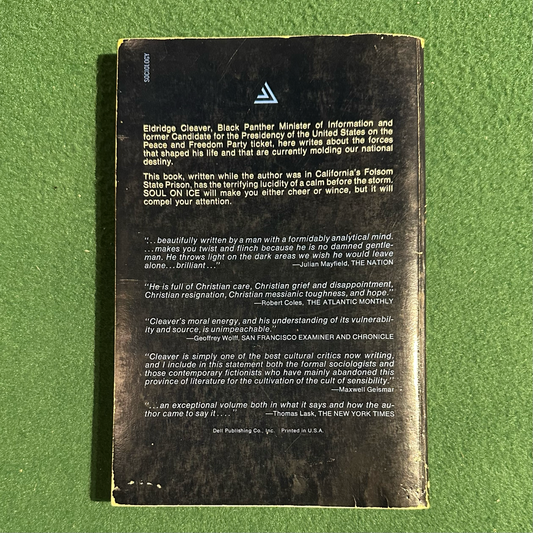 SOCIOLOGY
Eldridge Cleaver, Black Panther Minister of Information and
former Candidate for the Presidency of the United States on the
Peace and Freedom Party ticket, here writes about the forces
that shaped his life and that are currently molding our national
destiny.
This book, written while the author was in California's Folsom
State Prison, has the terrifying lucidity of a calm before the storm.
SOUL ON ICE will make you either cheer or wince, but it will
compel your attention.
"...beautifully written by a man with a formidably analytical mind.
...makes you twist and flinch because he is no damned gentle-
man. He throws light on the dark areas we wish he would leave
alone...brilliant..." —Julian Mayfield, THE NATION
"He is full of Christian care, Christian grief and disappointment,
Christian resignation, Christian messianic toughness, and hope."
—Robert Coles, THE ATLANTIC MONTHLY
"Cleaver's moral energy, and his understanding of its vulnerabil-
ity and source, is unimpeachable."
—Geoffrey Wolff, SAN FRANCISCO EXAMINER AND CHRONICLE
"Cleaver is simply one of the best cultural critics now writing,
and I include in this statement both the formal sociologists and
those contemporary fictionists who have mainly abandoned this
province of literature for the cultivation of the cult of sensibility."
—Maxwell Geismar
"...an exceptional volume both in what it says and how the au-
thor came to say it...." —Thomas Lask, THE NEW YORK TIMES
Dell Publishing Co., Inc. Printed in U.S.A.